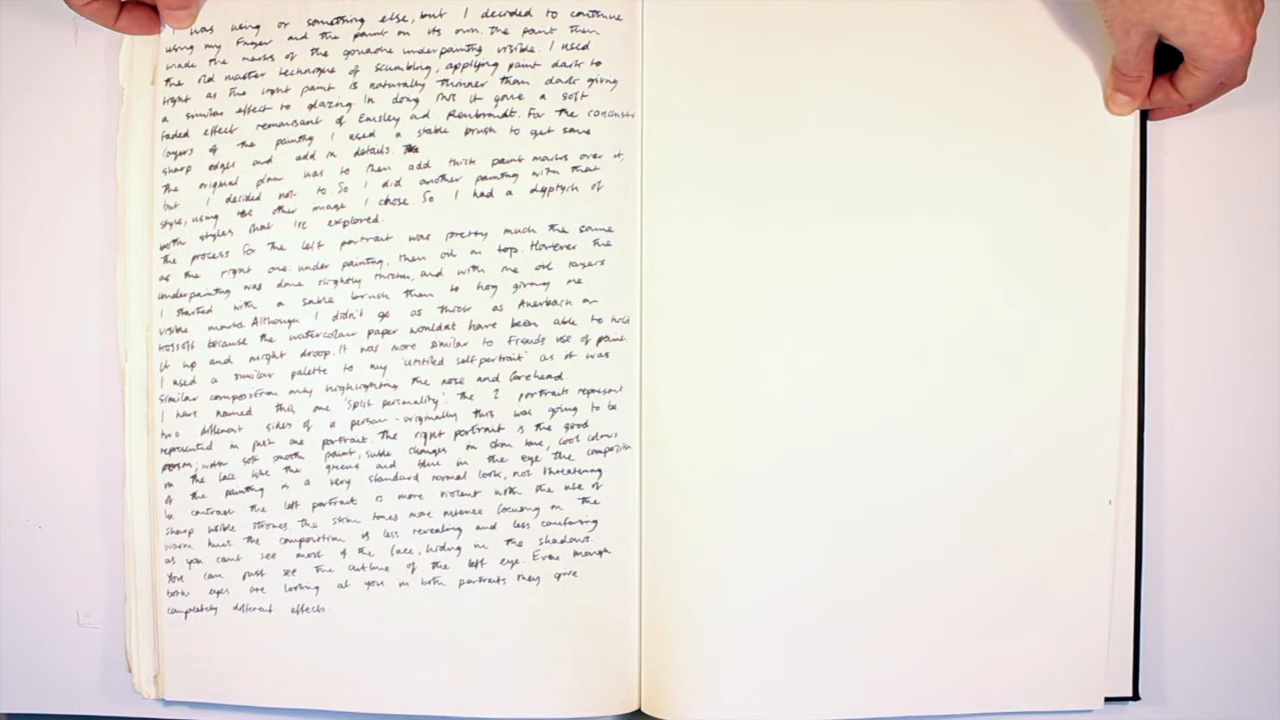 I was using or something else, but I decided to continue
using my finger and the paint on its own. the paint then
made the marks of the gouache underpainting visible. I used
the old master technique of scumbling, applying paint dark to
light as the light paint is naturally thinner than dark giving
a similar effect to glazing. In doing this it gave a soft
faded effect of Emsley and Rembrandt. For the
layers of the painting I used a stable brush to get some
sharp edges and add in details.
the original plan was to then add thick paint marks over it,
but I decided not to. So I did another painting with that
style, using the other image I chose So I had a diptych of
both styles that ive explored.
the process for the left portrait was pretty much the same
as the right one: under painting, then oil on top. However the
underpainting was done slightly thicker, and with the oil layers
I started with a sable brush then to hog giving me
visible marks. Although I didn't go as thick as Auerbach or
kossoff because the watercolour paper wouldnt have been able to hold
it up and might droop. It was more similar to Freuds use of paint.
I used a similar palette to my 'untitled self portrait' as it was
similar composition only highlighting the nose and forehead.
I have named this one 'split personality'. the 2 portraits represent
two different sides of a person - originally this was going to be
represented in just one portrait. The right portrait is the good
person; with soft smooth paint, subtle changes in skin tone, cool colours
in the face like the greens and blue in the eye. the composition
of the painting is a very standard normal look, not threatening
In contrast the left portrait is more violent with the use of
sharp visible strokes. the skin tones more intense focusing on the
warm hues. the composition is less revealing and less comforting
as you cant see most of the face, hiding in the shadows.
You can just see the outline of the left eye. Even though
both eyes are looking at you in both portraits they give
completely different effects.